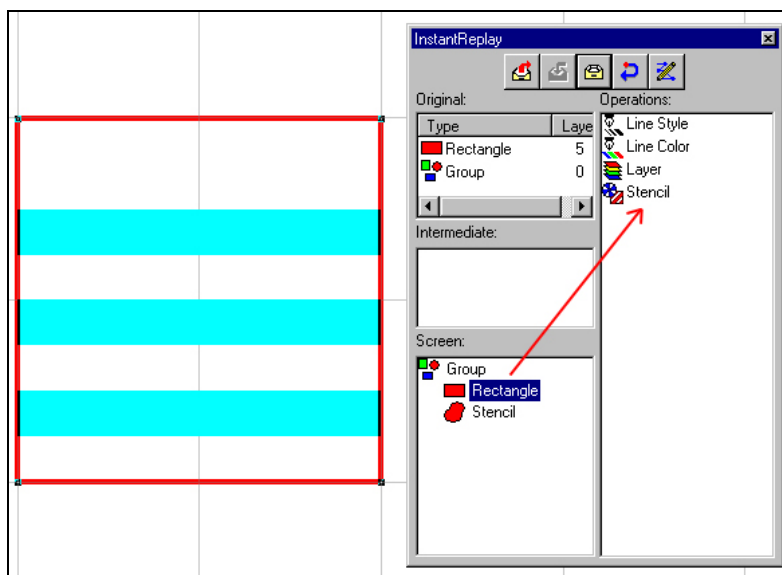 InstantReplay
Original:
Type Laye
Rectangle 5
Group 0
Intermediate:
Screen:
Group
Rectangle
Stencil
Operations:
Line Style
Line Color
Layer
Stencil